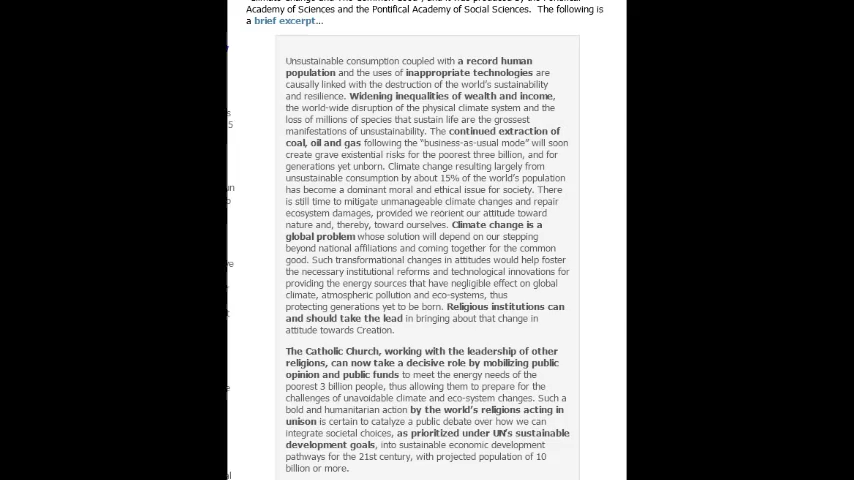 Academy of Sciences and the Pontifical Academy of Social Sciences. The following is
a brief excerpt...
Unsustainable consumption coupled with a record human
population and the uses of inappropriate technologies are
causally linked with the destruction of the world's sustainability
and resilience. Widening inequalities of wealth and income,
the world-wide disruption of the physical climate system and the
loss of millions of species that sustain life are the grossest
manifestations of unsustainability. The continued extraction of
coal, oil and gas following the "business-as-usual mode" will soon
create grave existential risks for the poorest three billion, and for
generations yet unborn. Climate change resulting largely from
unsustainable consumption by about 15% of the world's population
has become a dominant moral and ethical issue for society. There
is still time to mitigate unmanageable climate changes and repair
ecosystem damages, provided we reorient our attitude toward
nature and, thereby, toward ourselves. Climate change is a
global problem whose solution will depend on our stepping
beyond national affiliations and coming together for the common
good. Such transformational changes in attitudes would help foster
the necessary institutional reforms and technological innovations for
providing the energy sources that have negligible effect on global
climate, atmospheric pollution and eco-systems, thus
protecting generations yet to be born. Religious institutions can
and should take the lead in bringing about that change in
attitude towards Creation.
The Catholic Church, working with the leadership of other
religions, can now take a decisive role by mobilizing public
opinion and public funds to meet the energy needs of the
poorest 3 billion people, thus allowing them to prepare for the
challenges of unavoidable climate and eco-system changes. Such a
bold and humanitarian action by the world's religions acting in
unison is certain to catalyze a public debate over how we can
integrate societal choices, as prioritized under UN's sustainable
development goals, into sustainable economic development
pathways for the 21st century, with projected population of 10
billion or more.